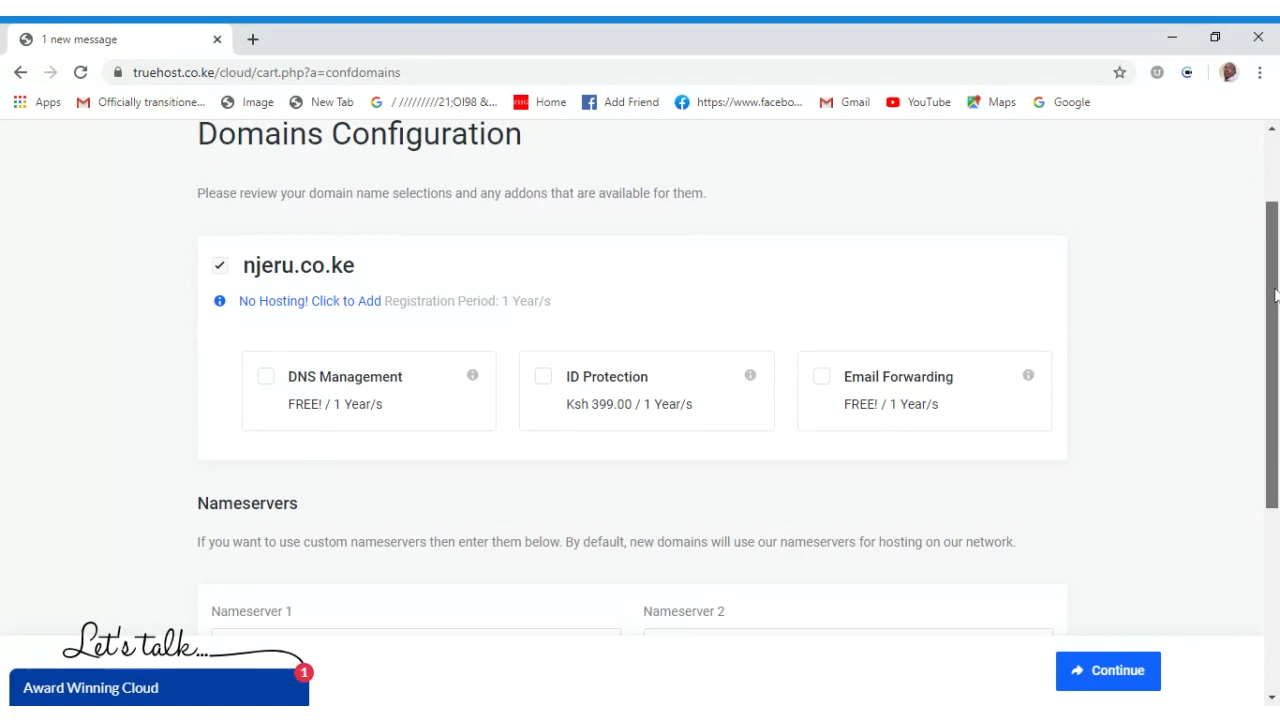 1 new message
truehost.co.ke/cloud/cart.php?a=confdomains
Apps Officially transitione... Image New Tab / /////////21;OI98 &... Home Add Friend https://www.facebo... Gmail YouTube Maps Google
Domains Configuration
Please review your domain name selections and any addons that are available for them.
njeru.co.ke
No Hosting! Click to Add Registration Period: 1 Year/s
DNS Management ID Protection Email Forwarding
FREE! / 1 Year/s Ksh 399.00 / 1 Year/s FREE! / 1 Year/s
Nameservers
If you want to use custom nameservers then enter them below. By default, new domains will use our nameservers for hosting on our network.
Nameserver 1 Nameserver 2
Let's talk...
1
Award Winning Cloud
Continue